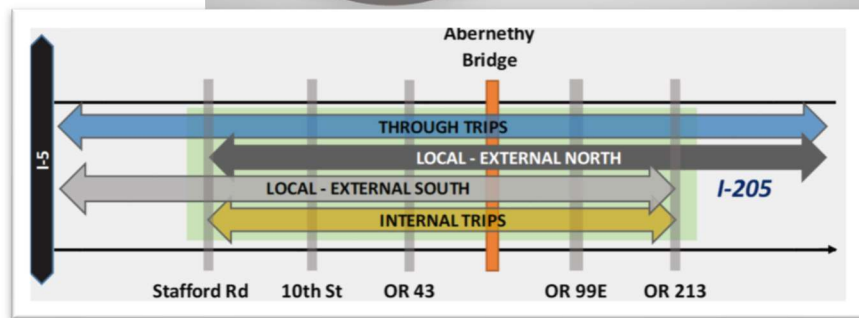 Abernethy
Bridge
THROUGH TRIPS
LOCAL - EXTERNAL NORTH
I-5
LOCAL - EXTERNAL SOUTH
I-205
INTERNAL TRIPS
Stafford Rd
10th St
OR 43
OR 99E
OR 213